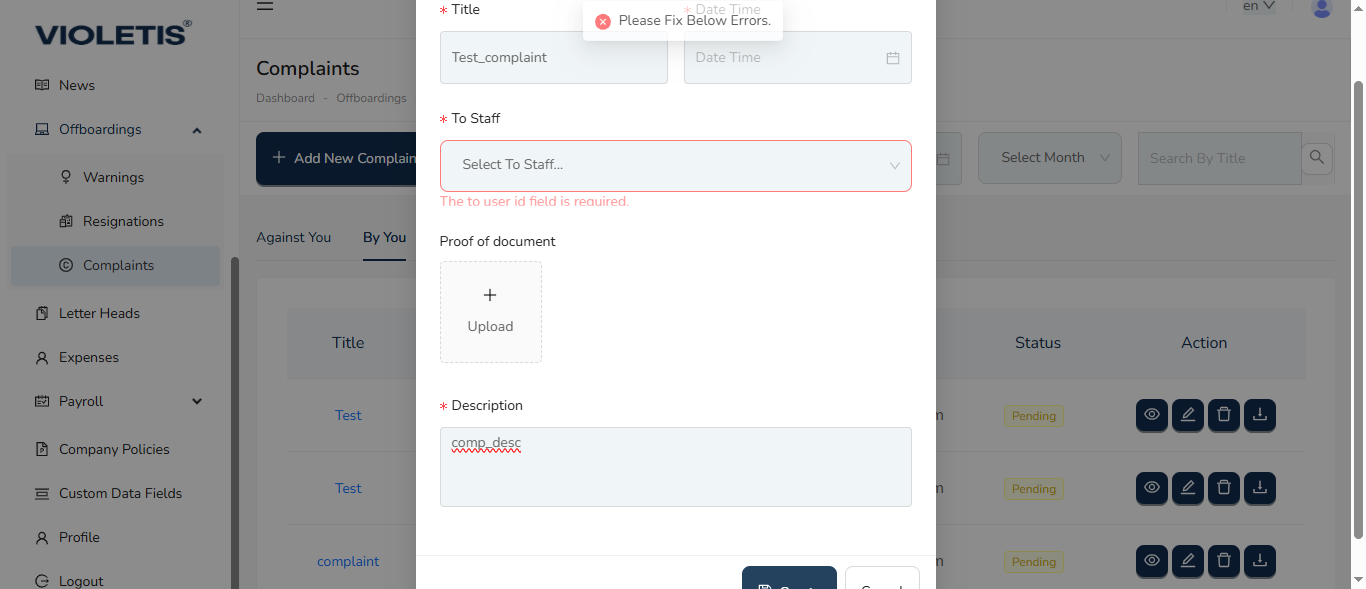 VIOLETIS®
News
Offboardings
Warnings
Resignations
Complaints
Letter Heads
Expenses
Payroll
Company Policies
Custom Data Fields
Profile
Logout
en
Complaints
Dashboard - Offboardings
Add New Complain
Select Month
Search By Title
Against You
By You
Title
Status
Action
Test
Pending
Test
Pending
complaint
Pending
Please Fix Below Errors.
* Title
* Date Time
Test_complaint
Date Time
* To Staff
Select To Staff...
The to user id field is required.
Proof of document
Upload
* Description
comp_desc